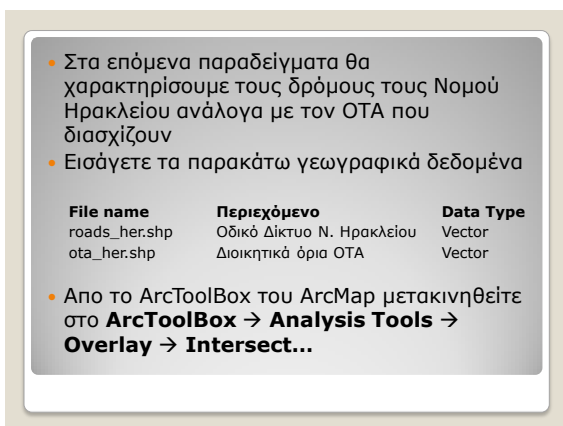 Στα επόμενα παραδείγματα θα
χαρακτηρίσουμε τους δρόμους τους Νομού
Ηρακλείου ανάλογα με τον ΟΤΑ που
διασχίζουν
Εισάγετε τα παρακάτω γεωγραφικά δεδομένα
File name Περιεχόμενο Data Type
roads_her.shp Οδικό Δίκτυο Ν. Ηρακλείου Vector
ota_her.shp Διοικητικά όρια ΟΤΑ Vector
Απο το ArcToolBox του ArcMap μετακινηθείτε
στο ArcToolBox → Analysis Tools →
Overlay → Intersect…